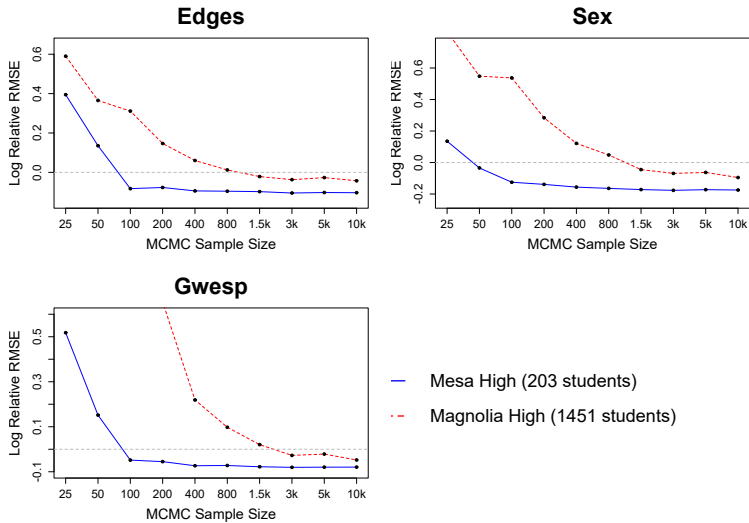 Edges
Log Relative RMSE
0.0 0.2 0.4 0.6
25 50 100 200 400 800 1.5k 3k 5k 10k
MCMC Sample Size
Sex
Log Relative RMSE
-0.2 0.0 0.2 0.4 0.6
25 50 100 200 400 800 1.5k 3k 5k 10k
MCMC Sample Size
Gwesp
Log Relative RMSE
-0.1 0.1 0.3 0.5
25 50 100 200 400 800 1.5k 3k 5k 10k
MCMC Sample Size
Mesa High (203 students)
Magnolia High (1451 students)